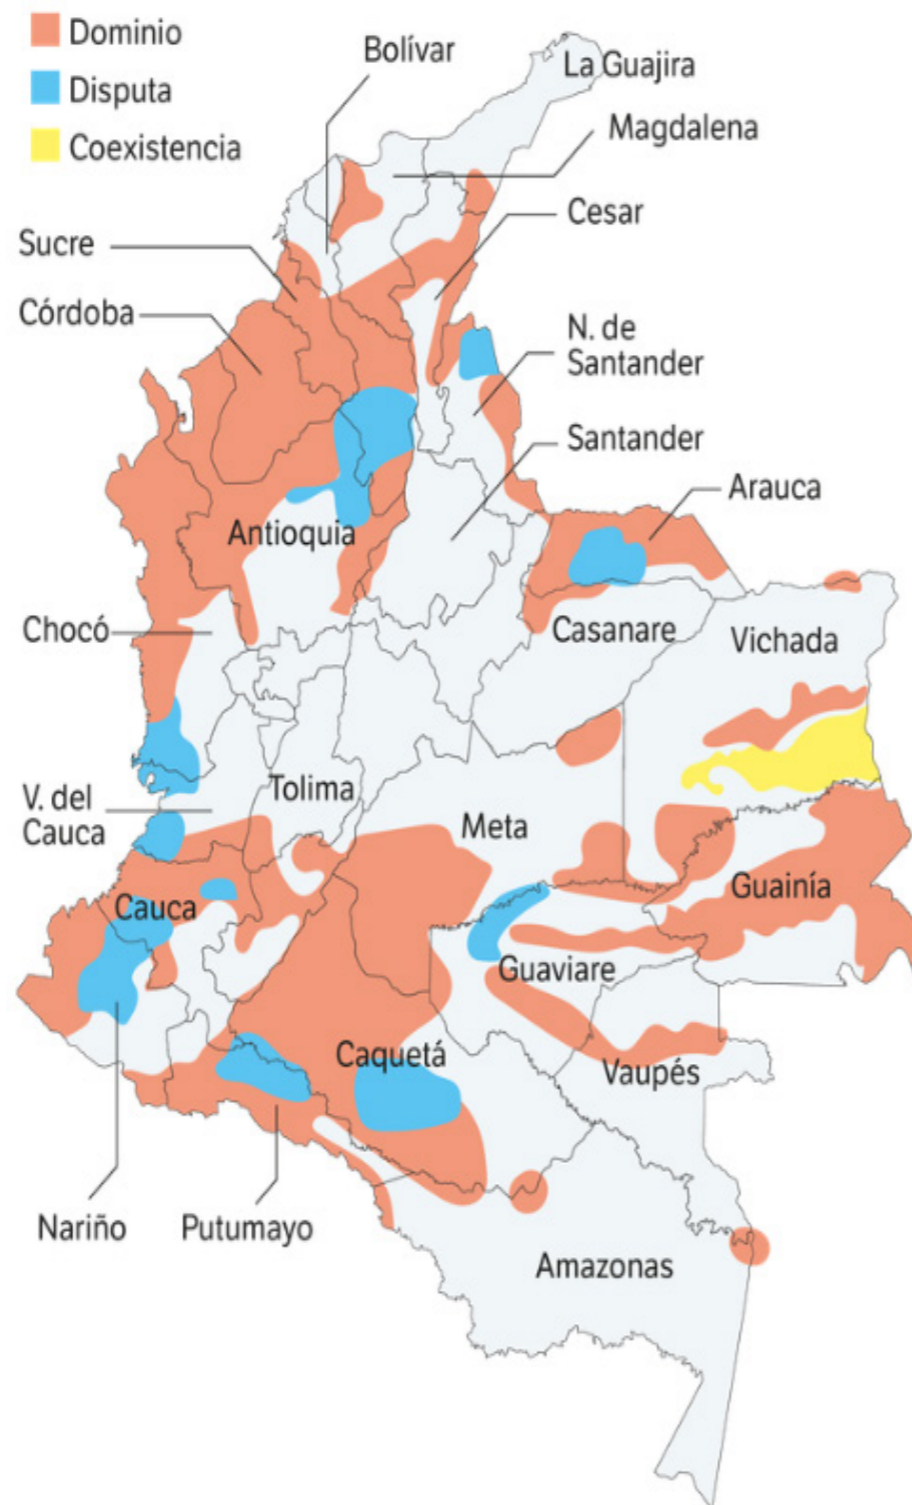 Dominio
Disputa
Coexistencia
Bolívar
La Guajira
Magdalena
Cesar
Sucre
Córdoba
N. de
Santander
Santander
Arauca
Antioquia
Chocó
Casanare
Vichada
V. del
Cauca
Tolima
Meta
Guainía
Cauca
Guaviare
Caquetá
Vaupés
Nariño
Putumayo
Amazonas